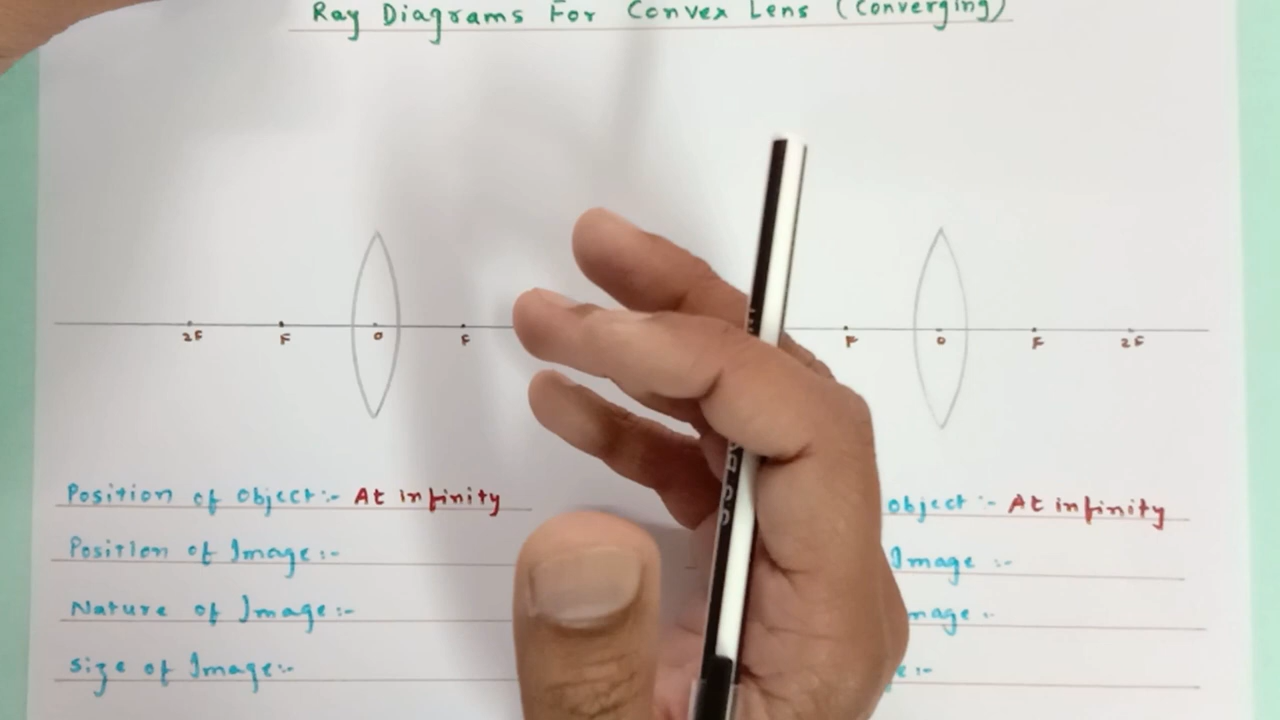 Ray Diagrams For Convex Lens (Converging)
2F F O F F O F 2F
Position of Object:- At infinity
Position of Image:-
Nature of Image:-
Size of Image:-
object :- At infinity
Image :-